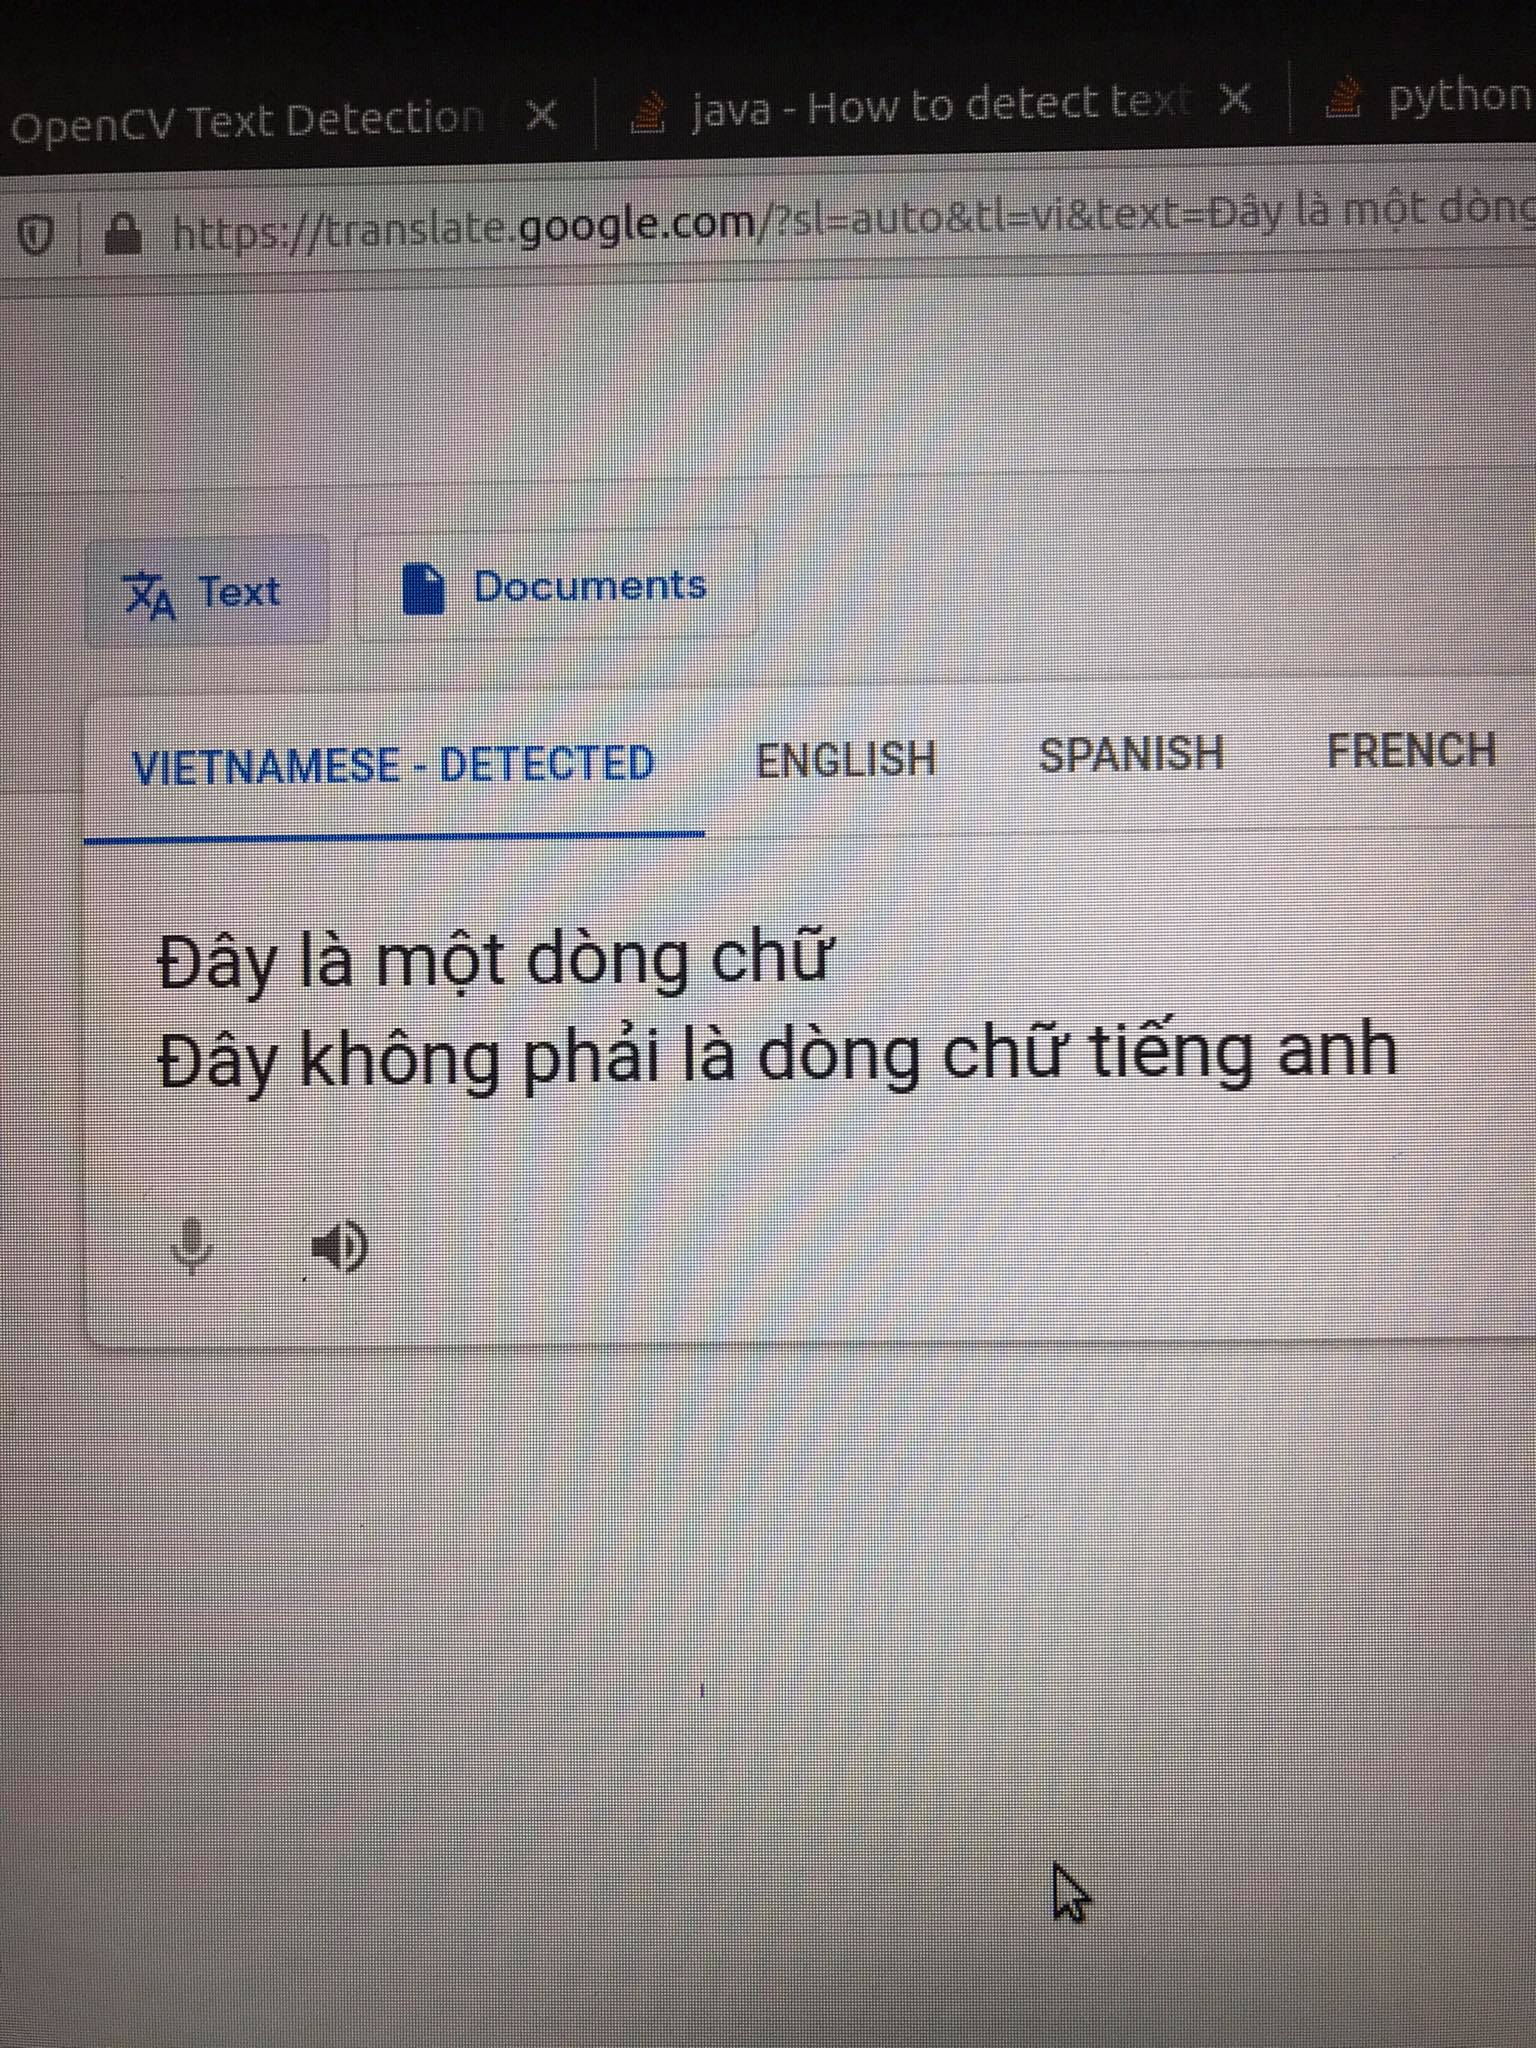 OpenCV Text Detection
java - How to detect text
python
https://translate.google.com/?sl=auto&tl=vi&text=Đây là một dòng
Text
Documents
VIETNAMESE - DETECTED ENGLISH SPANISH FRENCH
Đây là một dòng chữ
Đây không phải là dòng chữ tiếng anh